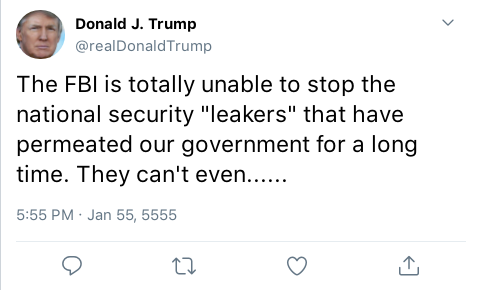 Donald J. Trump
@realDonaldTrump
The FBI is totally unable to stop the
national security "leakers" that have
permeated our government for a long
time. They can't even......
5:55 PM · Jan 55, 5555